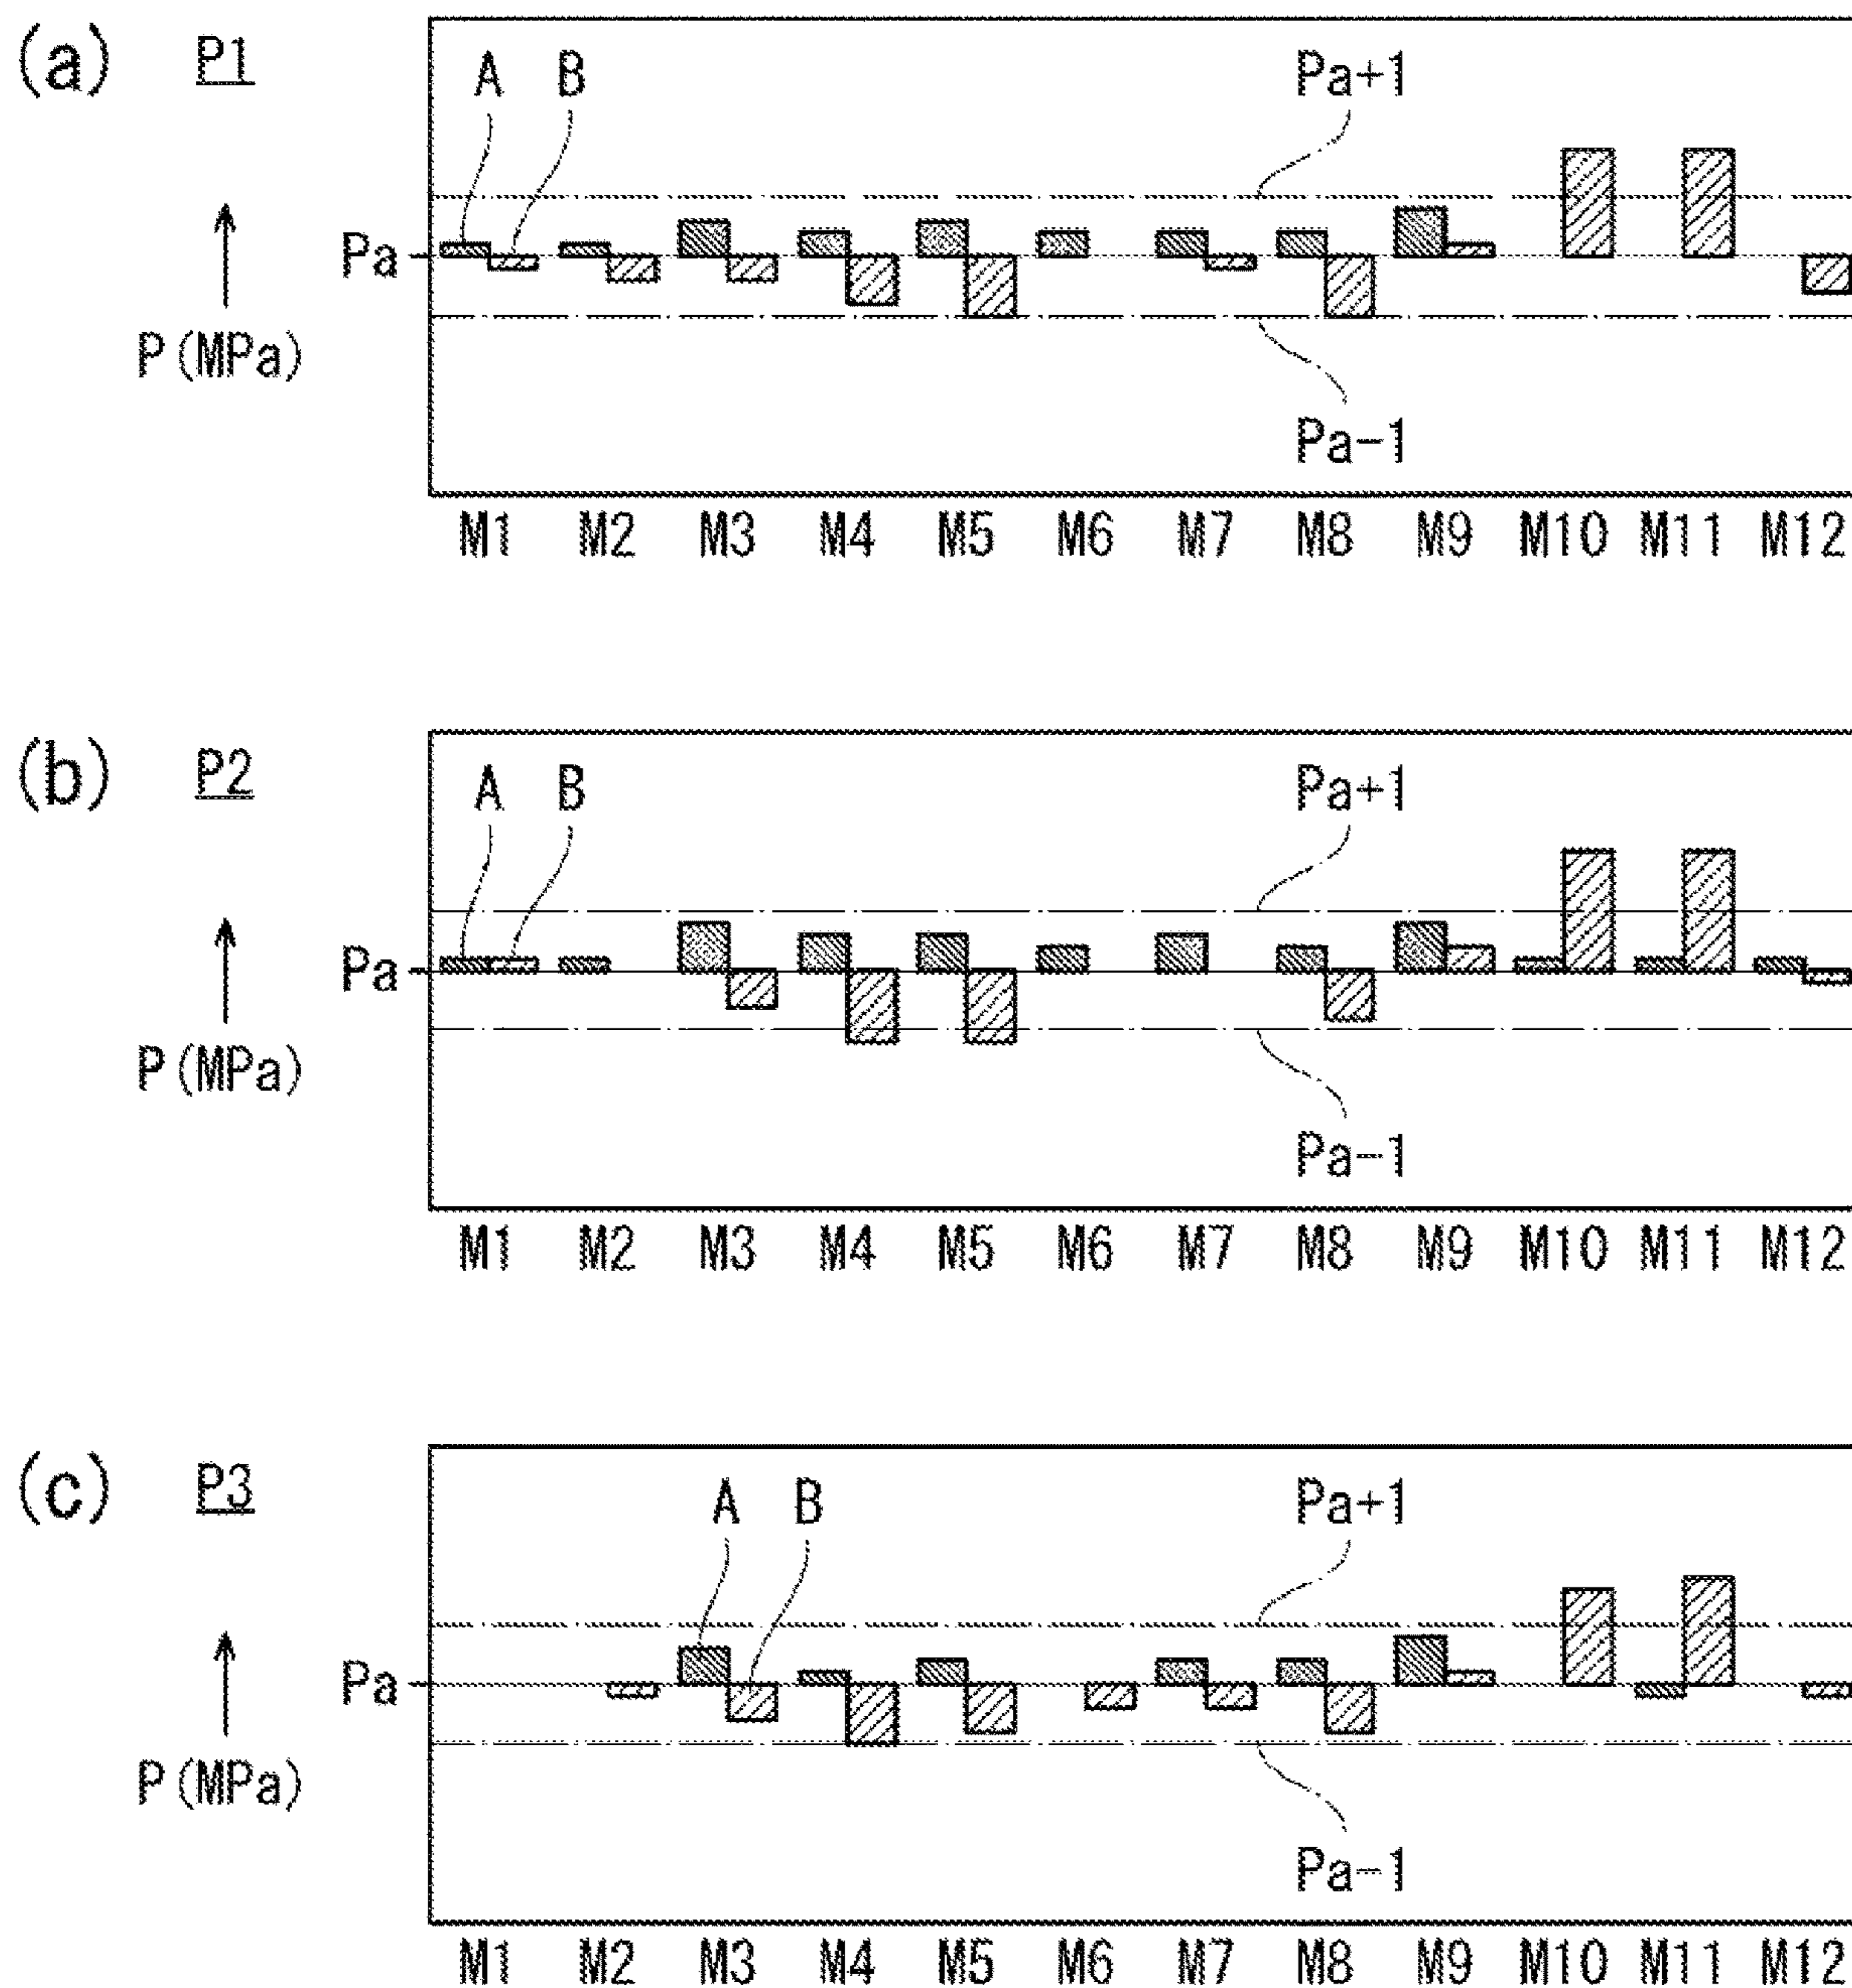 (a) P1
A B Pa+1
Pa
P(MPa)
Pa-1
M1 M2 M3 M4 M5 M6 M7 M8 M9 M10 M11 M12
(b) P2
A B Pa+1
Pa
P(MPa)
Pa-1
M1 M2 M3 M4 M5 M6 M7 M8 M9 M10 M11 M12
(c) P3
A B Pa+1
Pa
P(MPa)
Pa-1
M1 M2 M3 M4 M5 M6 M7 M8 M9 M10 M11 M12